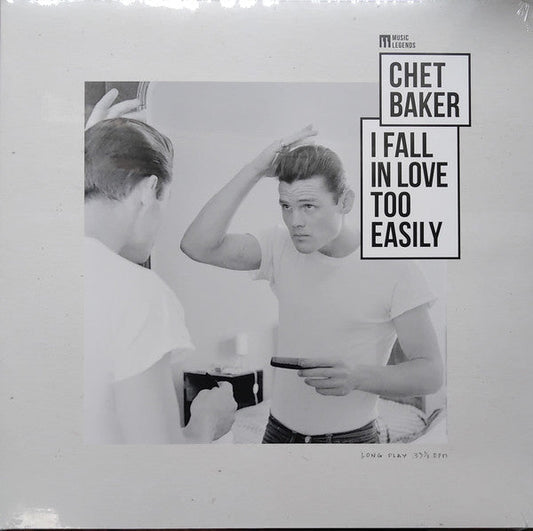 MUSIC
LEGENDS
CHET
BAKER
I FALL
IN LOVE
TOO
EASILY
LONG PLAY 33⅓ RPM